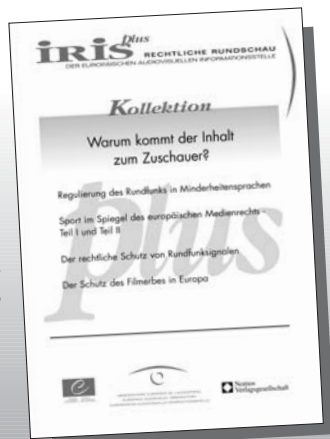 IRIS plus
RECHTLICHE RUNDSCHAU
DER EUROPÄISCHEN AUDIOVISUELLEN INFORMATIONSSTELLE
Kollektion
Warum kommt der Inhalt
zum Zuschauer?
plus
Regulierung des Rundfunks in Minderheitensprachen
Sport im Spiegel des europäischen Medienrechts -
Teil I und Teil II
Der rechtliche Schutz von Rundfunksignalen
Der Schutz des Filmerbes in Europa
Nomos
Verlagsgesellschaft